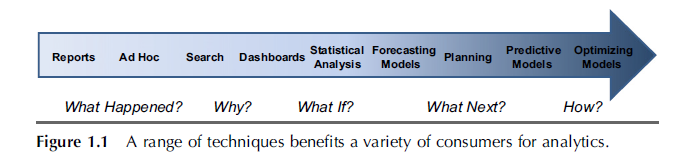 Reports Ad Hoc Search Dashboards Statistical Analysis Forecasting Models Planning Predictive Models Optimizing Models
What Happened? Why? What If? What Next? How?
Figure 1.1 A range of techniques benefits a variety of consumers for analytics.